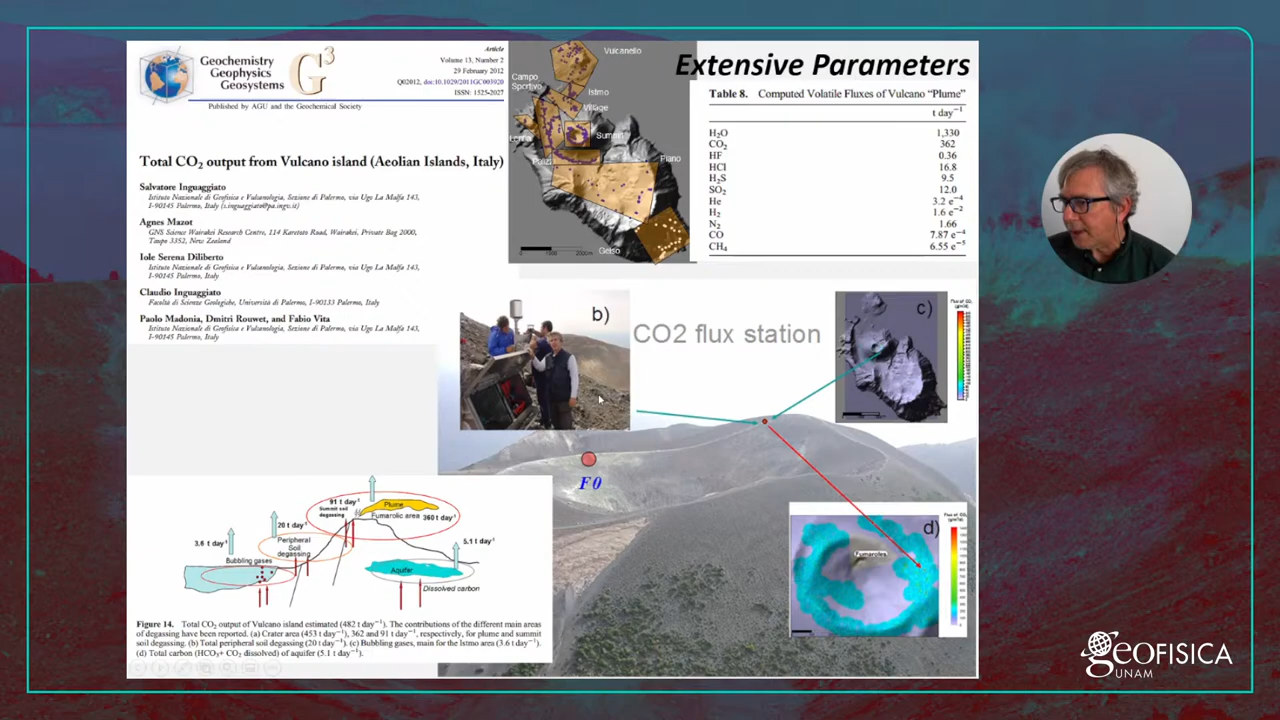 Geochemistry
Geophysics
Geosystems
G3
Article
Volume 13, Number 2
29 February 2012
Q02012, doi:10.1029/2011GC003920
ISSN: 1525-2027
Published by AGU and the Geochemical Society
Total CO2 output from Vulcano island (Aeolian Islands, Italy)
Salvatore Inguaggiato
Istituto Nazionale di Geofisica e Vulcanologia, Sezione di Palermo, via Ugo La Malfa 143,
I-90145 Palermo, Italy (s.inguaggiato@pa.ingv.it)
Agnes Mazot
GNS Science Wairakei Research Centre, 114 Karetoto Road, Wairakei, Private Bag 2000,
Taupo 3352, New Zealand
Iole Serena Diliberto
Istituto Nazionale di Geofisica e Vulcanologia, Sezione di Palermo, via Ugo La Malfa 143,
I-90145 Palermo, Italy
Claudio Inguaggiato
Facoltà di Scienze Geologiche, Università di Palermo, I-90133 Palermo, Italy
Paolo Madonia, Dmitri Rouwet, and Fabio Vita
Istituto Nazionale di Geofisica e Vulcanologia, Sezione di Palermo, via Ugo La Malfa 143,
I-90145 Palermo, Italy
Vulcanello
Campo
Sportivo
Istmo
Village
Lentia
Summit
Palizzi
Piano
Gelso
Extensive Parameters
Table 8. Computed Volatile Fluxes of Vulcano "Plume"
t day-1
H2O 1,330
CO2 362
HF 0.36
HCl 16.8
H2S 9.5
SO2 12.0
He 3.2 e-4
H2 1.6 e-2
N2 1.66
CO 7.87 e-4
CH4 6.55 e-5
b)
CO2 flux station
c)
F0
d)
Fumaroles
91 t day-1
Summit soil
degassing
Plume
Fumarolic area 360 t day-1
20 t day-1
Peripheral
Soil
degassing
3.6 t day-1
Bubbling gases
5.1 t day-1
Aquifer
Dissolved carbon
Figure 14. Total CO2 output of Vulcano island estimated (482 t day-1). The contributions of the different main areas
of degassing have been reported. (a) Crater area (453 t day-1), 362 and 91 t day-1, respectively, for plume and summit
soil degassing. (b) Total peripheral soil degassing (20 t day-1). (c) Bubbling gases, main for the Istmo area (3.6 t day-1).
(d) Total carbon (HCO3+ CO2 dissolved) of aquifer (5.1 t day-1).
GEOFISICA
UNAM